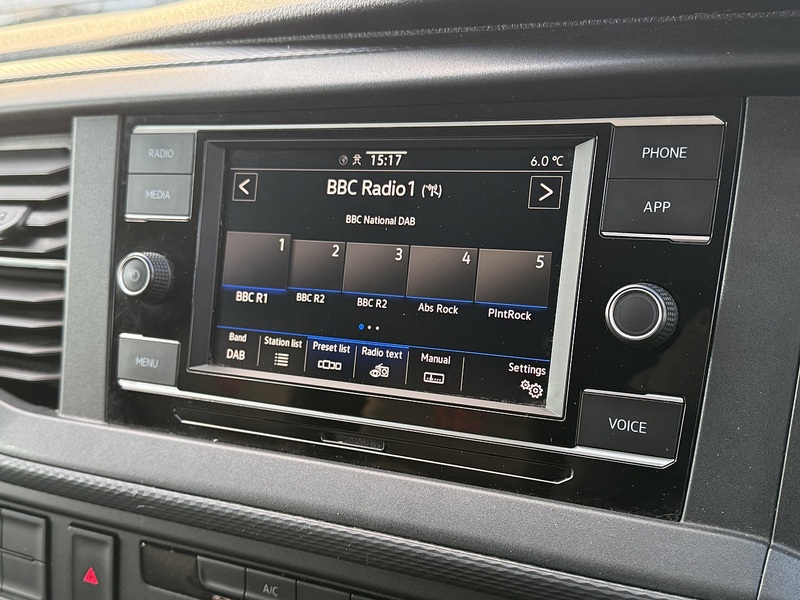 RADIO
MEDIA
MENU
15:17
6.0 °C
<
BBC Radio1
>
BBC National DAB
1
2
3
4
5
BBC R1
BBC R2
BBC R2
Abs Rock
PlntRock
Band
DAB
Station list
Preset list
Radio text
Manual
Settings
PHONE
APP
VOICE
A/C